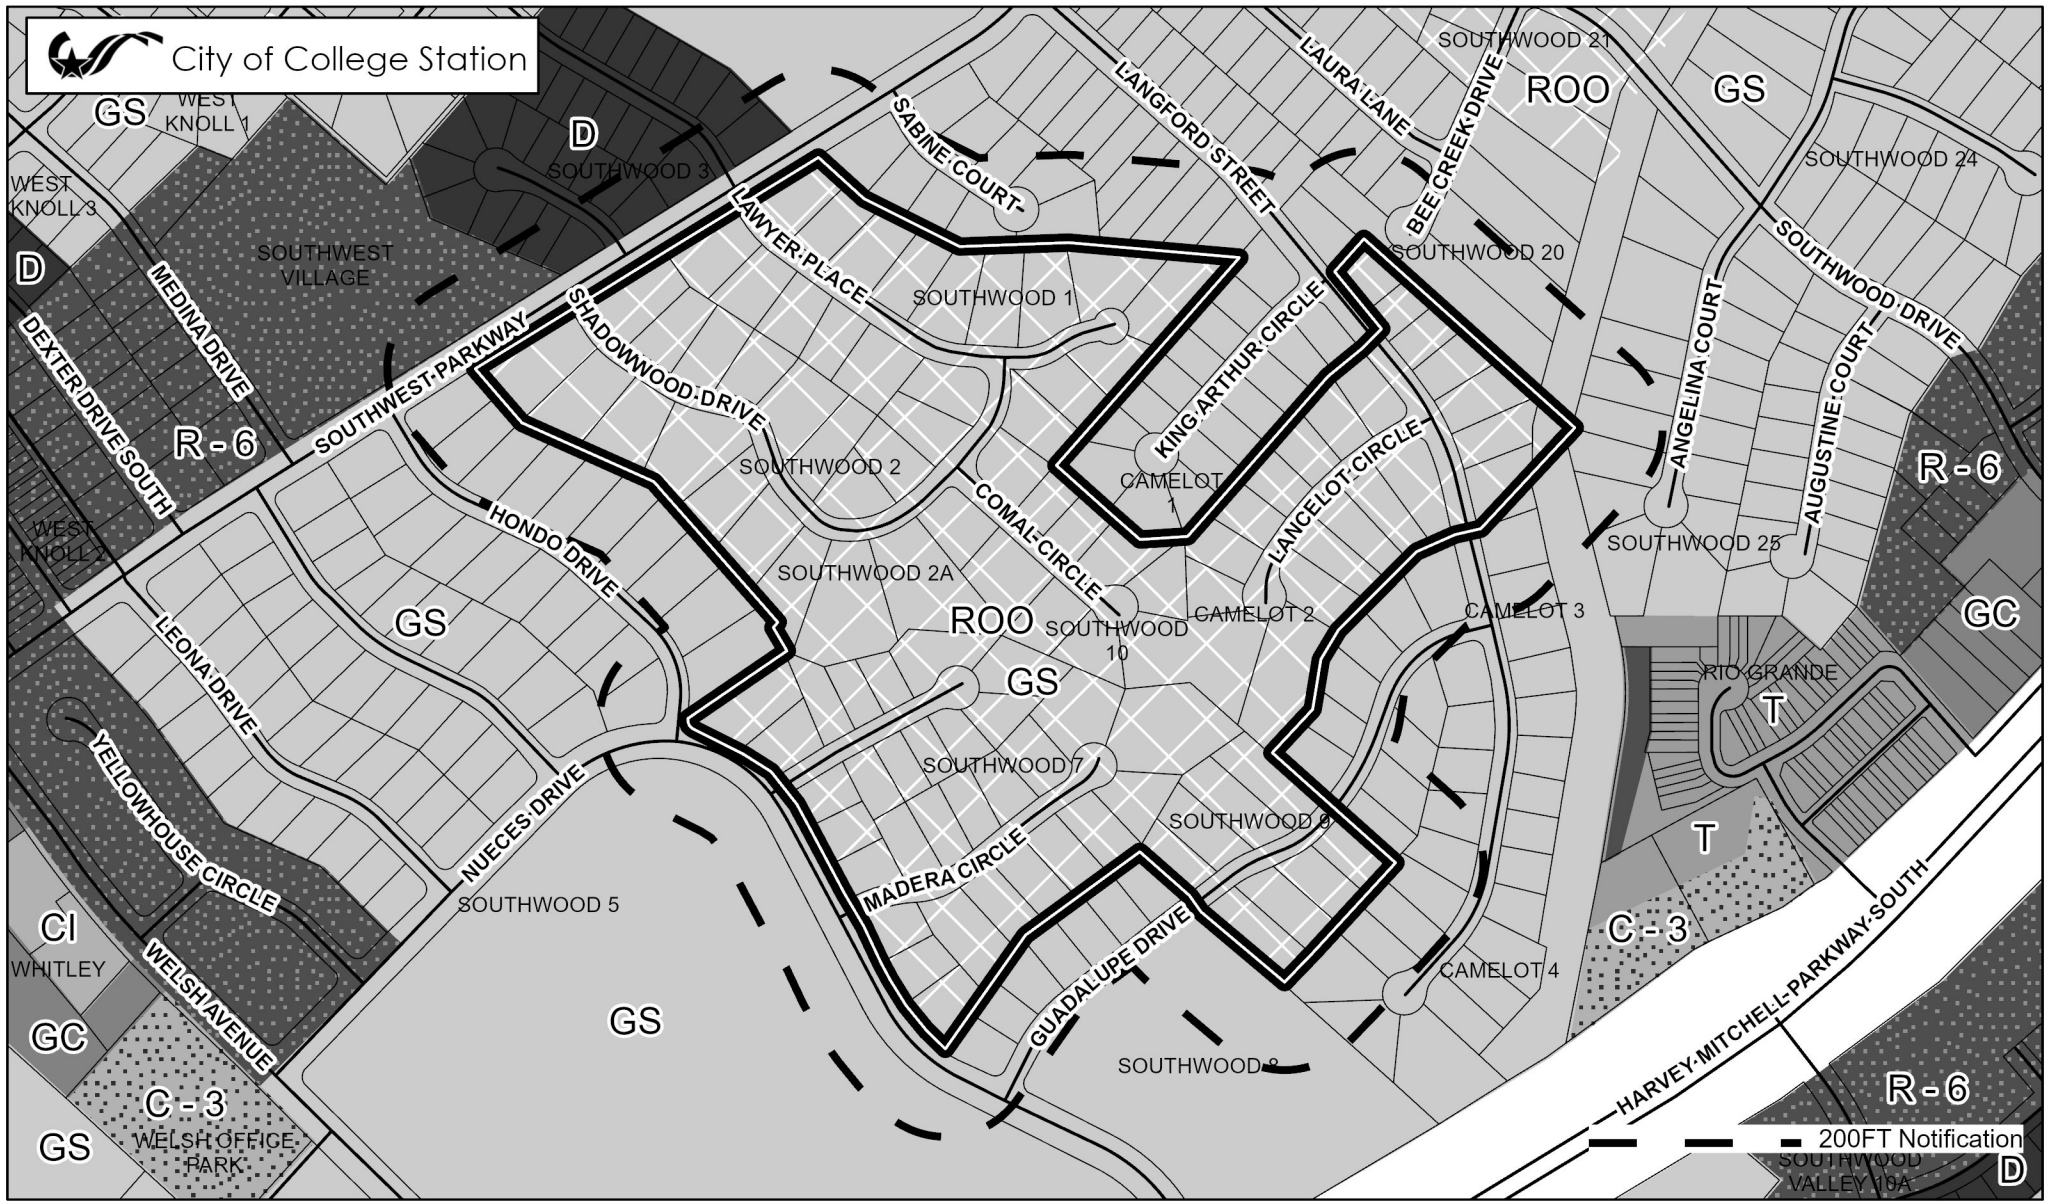 City of College Station
GS
WEST
KNOLL 1
D
SOUTHWOOD 3
SABINE COURT
LANGFORD STREET
LAURA LANE
BEE CREEK DRIVE
SOUTHWOOD 21
ROO
GS
SOUTHWOOD 24
WEST
KNOLL 3
D
SOUTHWEST
VILLAGE
MEDINA DRIVE
DEXTER DRIVE SOUTH
R - 6
SOUTHWEST PARKWAY
LAWYER PLACE
SHADOWWOOD DRIVE
SOUTHWOOD 1
SOUTHWOOD 20
SOUTHWOOD DRIVE
KING ARTHUR CIRCLE
ANGELINA COURT
AUGUSTINE COURT
R - 6
SOUTHWOOD 2
CAMELOT
1
LANCELOT CIRCLE
COMAL CIRCLE
HONDO DRIVE
WEST
KNOLL 2
SOUTHWOOD 2A
SOUTHWOOD 25
GS
ROO
SOUTHWOOD
10
CAMELOT 2
CAMELOT 3
GC
GS
LEONA DRIVE
RIO GRANDE
T
YELLOWHOUSE CIRCLE
NUECES DRIVE
SOUTHWOOD 7
SOUTHWOOD 9
T
MADERA CIRCLE
SOUTHWOOD 5
CI
WHITLEY
WELSH AVENUE
GUADALUPE DRIVE
CAMELOT 4
C - 3
HARVEY MITCHELL PARKWAY SOUTH
GC
GS
SOUTHWOOD 8
C - 3
WELSH OFFICE
PARK
GS
R - 6
200FT Notification
SOUTHWOOD
VALLEY 10A
D